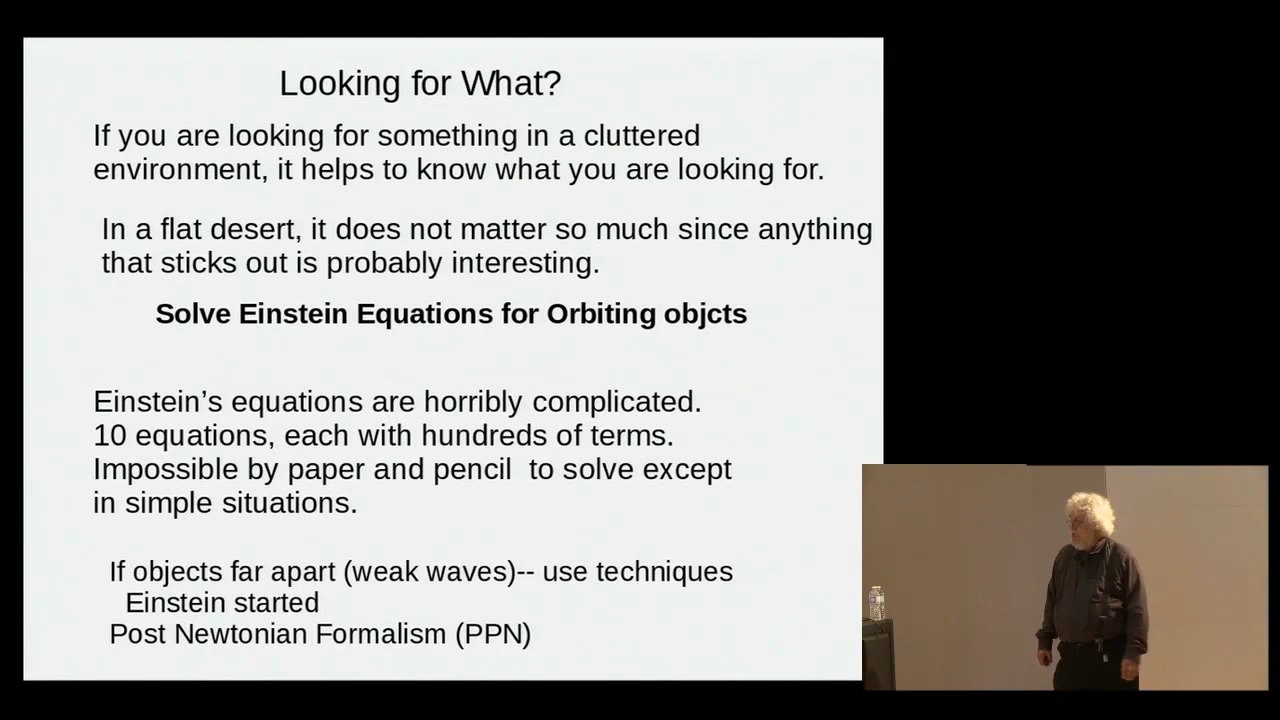 Looking for What?
If you are looking for something in a cluttered
environment, it helps to know what you are looking for.
In a flat desert, it does not matter so much since anything
that sticks out is probably interesting.
Solve Einstein Equations for Orbiting objcts
Einstein’s equations are horribly complicated.
10 equations, each with hundreds of terms.
Impossible by paper and pencil  to solve except
in simple situations.
If objects far apart (weak waves)-- use techniques
Einstein started
Post Newtonian Formalism (PPN)